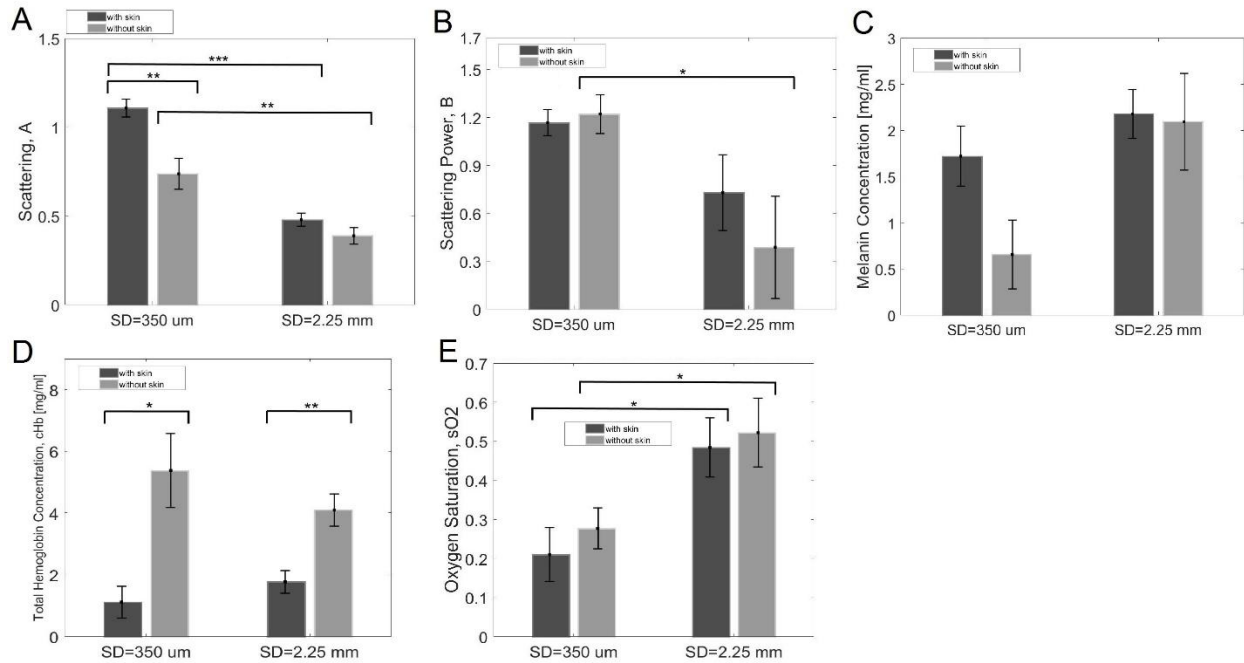 A
with skin
without skin
1.5
1
0.5
0
Scattering, A
***
**
**
SD=350 um
SD=2.25 mm
B
with skin
without skin
1.7
1.5
1.2
0.9
0.6
0.3
0
Scattering Power, B
*
SD=350 um
SD=2.25 mm
C
with skin
without skin
3
2.5
2
1.5
1
0.5
0
Melanin Concentration [mg/ml]
SD=350 um
SD=2.25 mm
D
with skin
without skin
8
6
4
2
0
Total Hemoglobin Concentration, cHb [mg/ml]
*
**
SD=350 um
SD=2.25 mm
E
0.7
0.6
0.5
0.4
0.3
0.2
0.1
0
Oxygen Saturation, sO2
*
*
with skin
without skin
SD=350 um
SD=2.25 mm